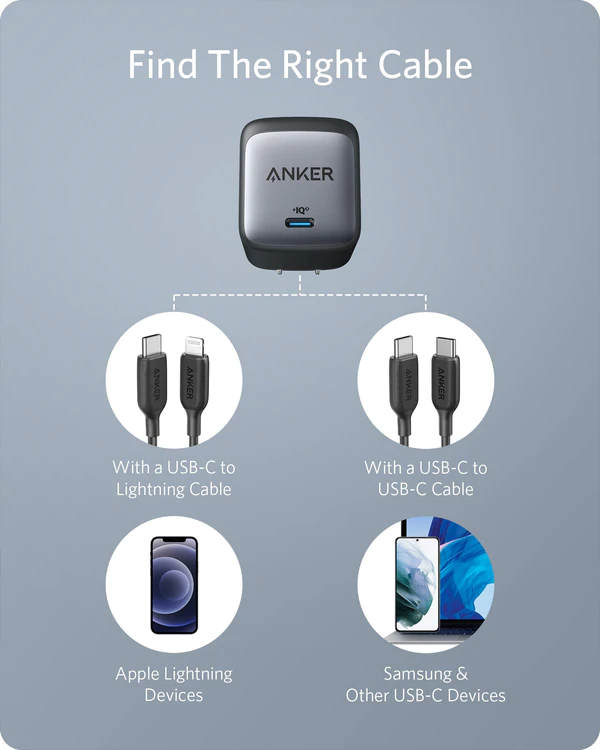 Find The Right Cable
ANKER
IQ
ANKER
ANKER
ANKER
ANKER
With a USB-C to
Lightning Cable
With a USB-C to
USB-C Cable
Apple Lightning
Devices
Samsung &
Other USB-C Devices